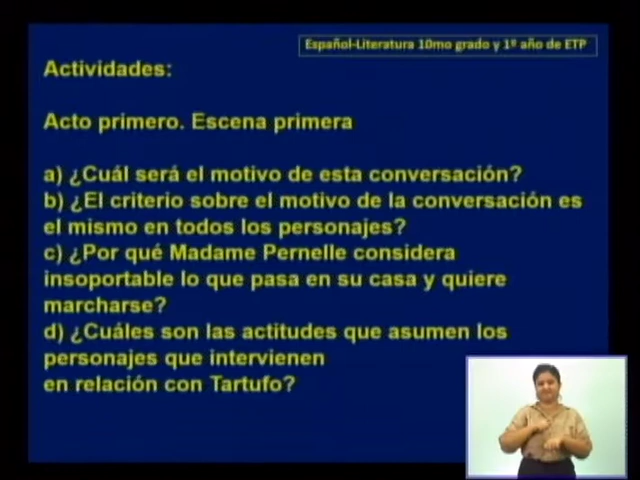 Español-Literatura 10mo grado y 1º año de ETP
Actividades:
Acto primero. Escena primera
a) ¿Cuál será el motivo de esta conversación?
b) ¿El criterio sobre el motivo de la conversación es
el mismo en todos los personajes?
c) ¿Por qué Madame Pernelle considera
insoportable lo que pasa en su casa y quiere
marcharse?
d) ¿Cuáles son las actitudes que asumen los
personajes que intervienen
en relación con Tartufo?